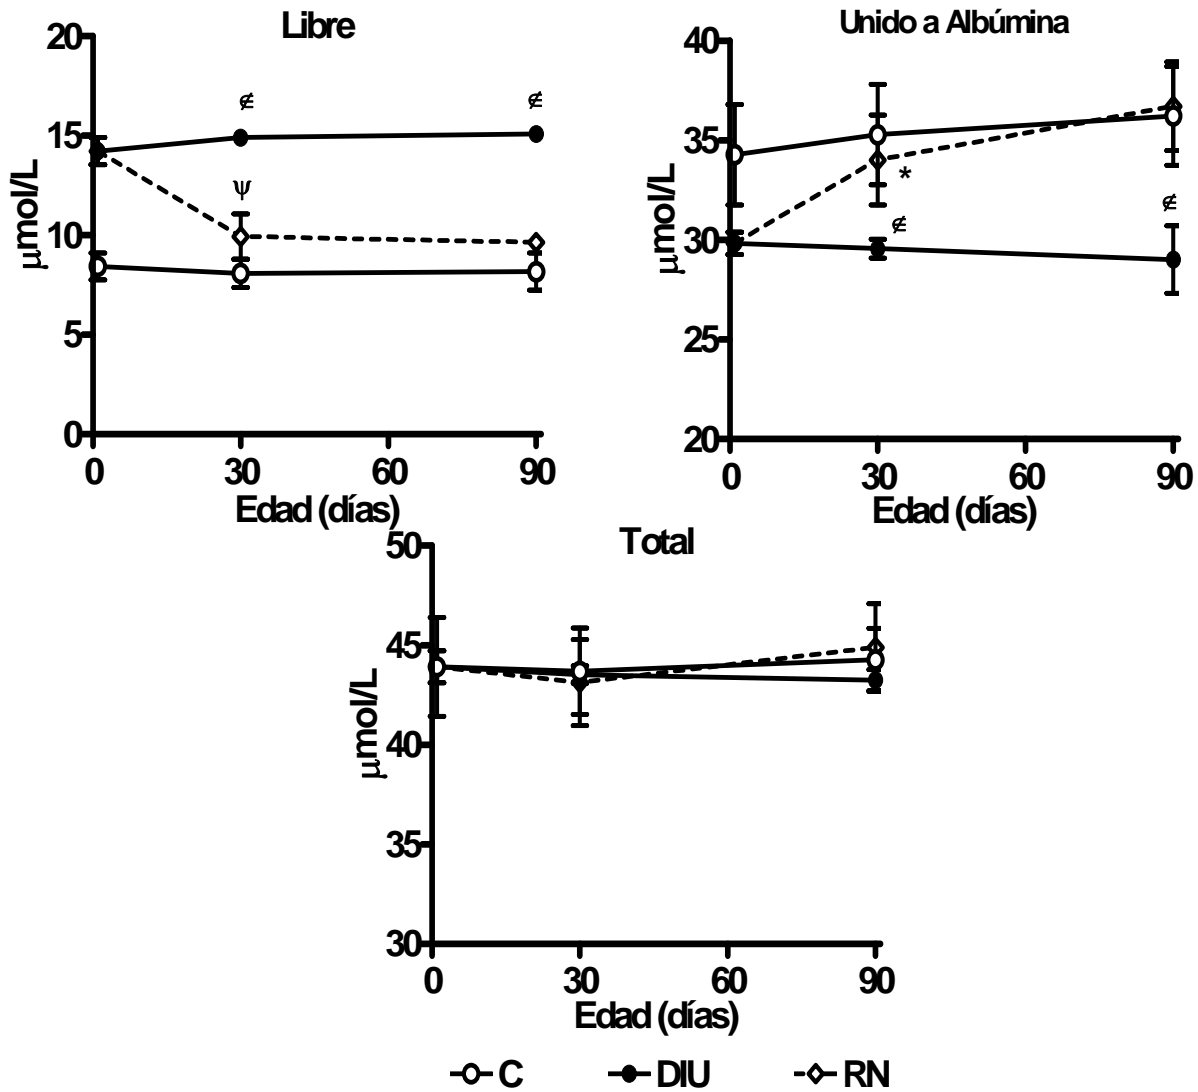 Libre
20
15
10
5
0
μmol/L
∉ ∉
ψ
0 30 60 90
Edad (días)
Unido a Albúmina
40
35
30
25
20
μmol/L
*
∉ ∉
0 30 60 90
Edad (días)
Total
50
45
40
35
30
μmol/L
0 30 60 90
Edad (días)
C DIU RN